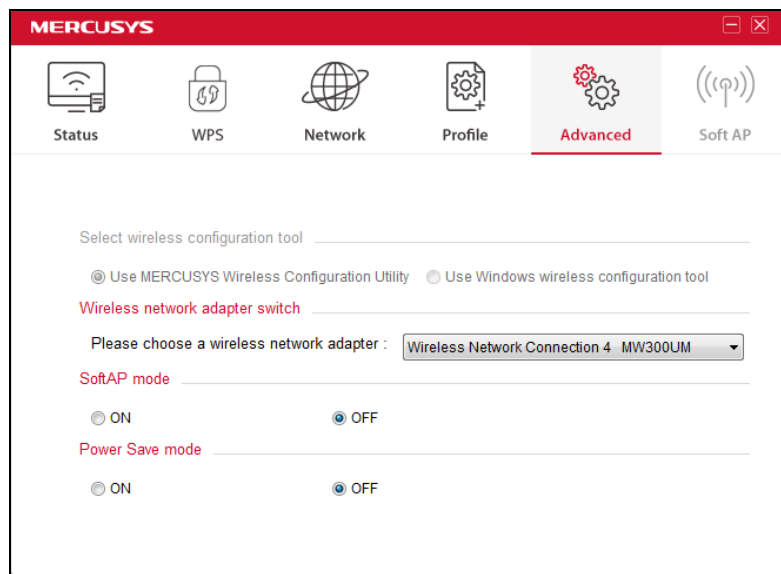 MERCUSYS
Status WPS Network Profile Advanced Soft AP
Select wireless configuration tool
Use MERCUSYS Wireless Configuration Utility Use Windows wireless configuration tool
Wireless network adapter switch
Please choose a wireless network adapter : Wireless Network Connection 4 MW300UM
SoftAP mode
ON OFF
Power Save mode
ON OFF